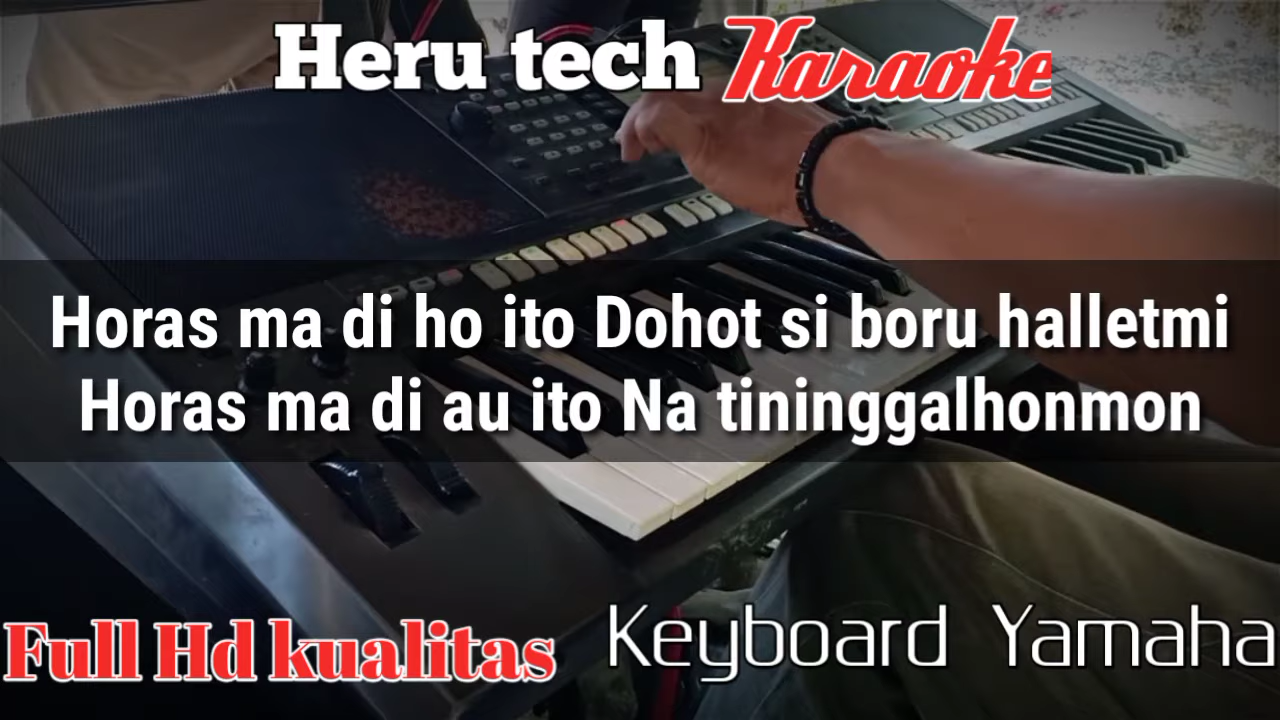 Heru tech Karaoke
Horas ma di ho ito Dohot si boru halletmi
Horas ma di au ito Na tininggalhonmon
Full Hd kualitas
Keyboard Yamaha